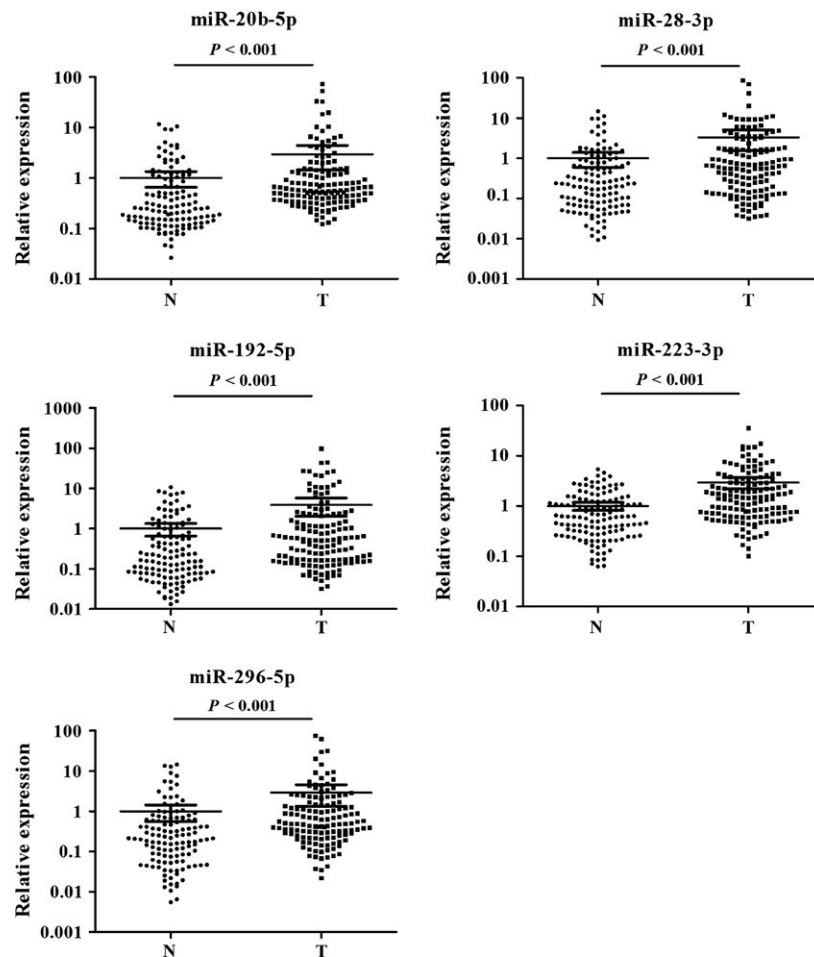 miR-20b-5p
P < 0.001
Relative expression
100
10
1
0.1
0.01
N
T
miR-28-3p
P < 0.001
Relative expression
100
10
1
0.1
0.01
0.001
N
T
miR-192-5p
P < 0.001
Relative expression
1000
100
10
1
0.1
0.01
N
T
miR-223-3p
P < 0.001
Relative expression
100
10
1
0.1
0.01
N
T
miR-296-5p
P < 0.001
Relative expression
100
10
1
0.1
0.01
0.001
N
T